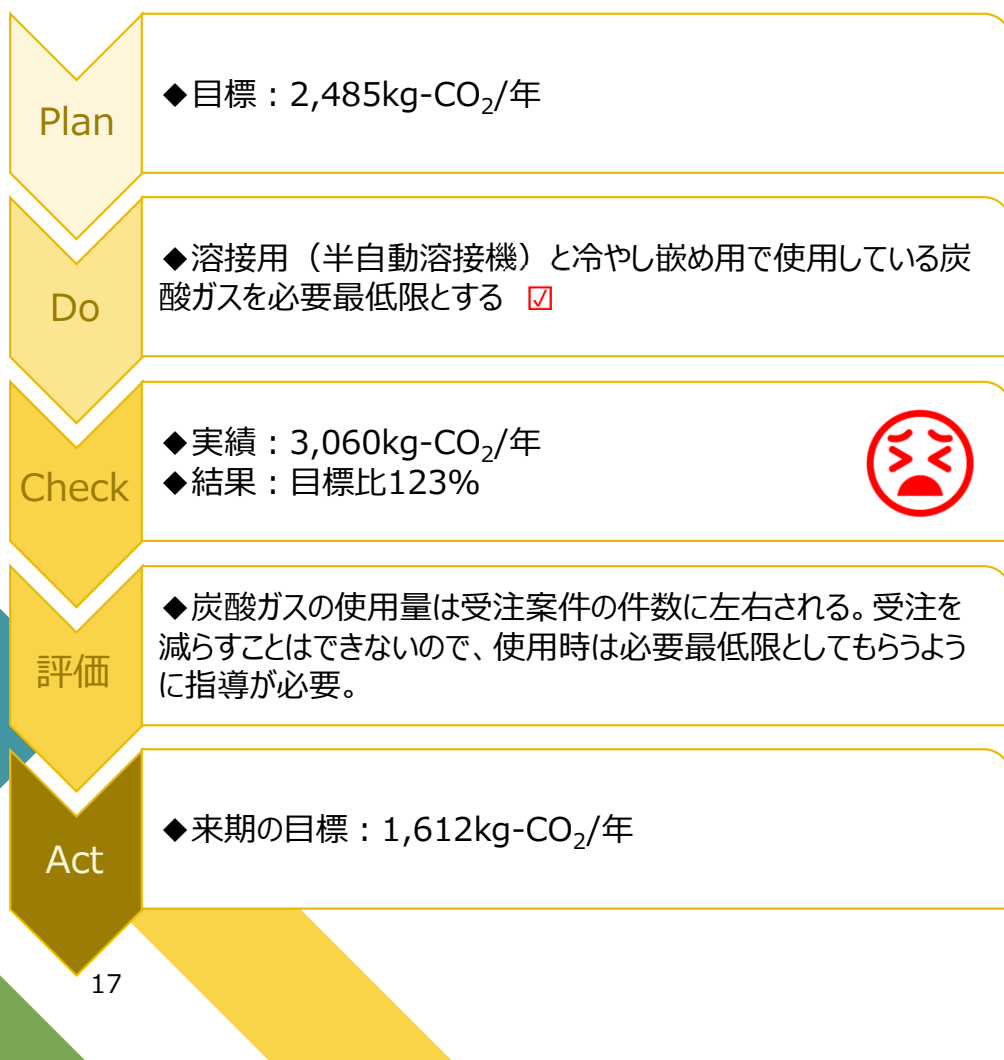 Plan
◆目標：2,485kg-CO₂/年
Do
◆溶接用（半自動溶接機）と冷やし嵌め用で使用している炭
酸ガスを必要最低限とする ☑
Check
◆実績：3,060kg-CO₂/年
◆結果：目標比123%
評価
◆炭酸ガスの使用量は受注案件の件数に左右される。受注を
減らすことはできないので、使用時は必要最低限としてもらうよう
に指導が必要。
Act
◆来期の目標：1,612kg-CO₂/年
17